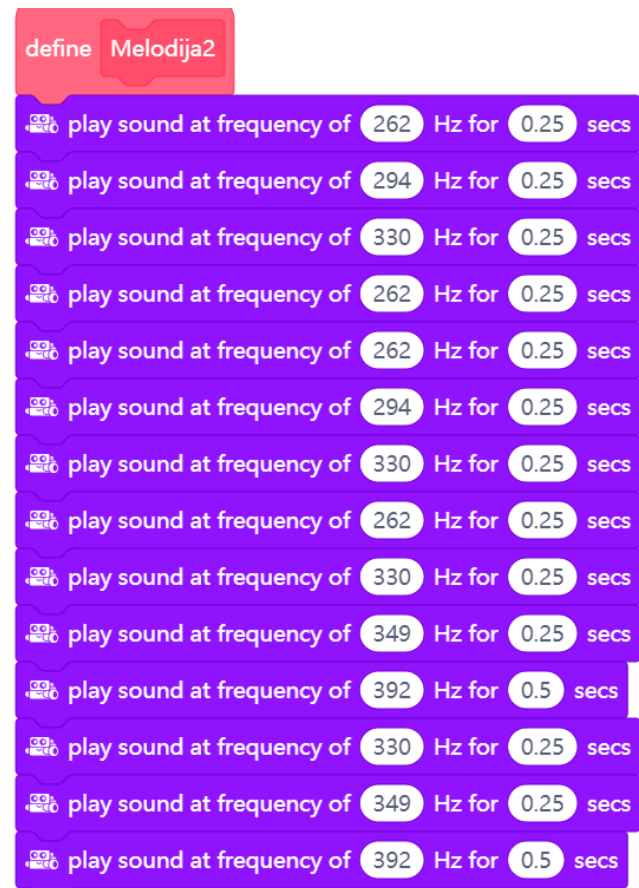 define Melodija2
play sound at frequency of 262 Hz for 0.25 secs
play sound at frequency of 294 Hz for 0.25 secs
play sound at frequency of 330 Hz for 0.25 secs
play sound at frequency of 262 Hz for 0.25 secs
play sound at frequency of 262 Hz for 0.25 secs
play sound at frequency of 294 Hz for 0.25 secs
play sound at frequency of 330 Hz for 0.25 secs
play sound at frequency of 262 Hz for 0.25 secs
play sound at frequency of 330 Hz for 0.25 secs
play sound at frequency of 349 Hz for 0.25 secs
play sound at frequency of 392 Hz for 0.5 secs
play sound at frequency of 330 Hz for 0.25 secs
play sound at frequency of 349 Hz for 0.25 secs
play sound at frequency of 392 Hz for 0.5 secs